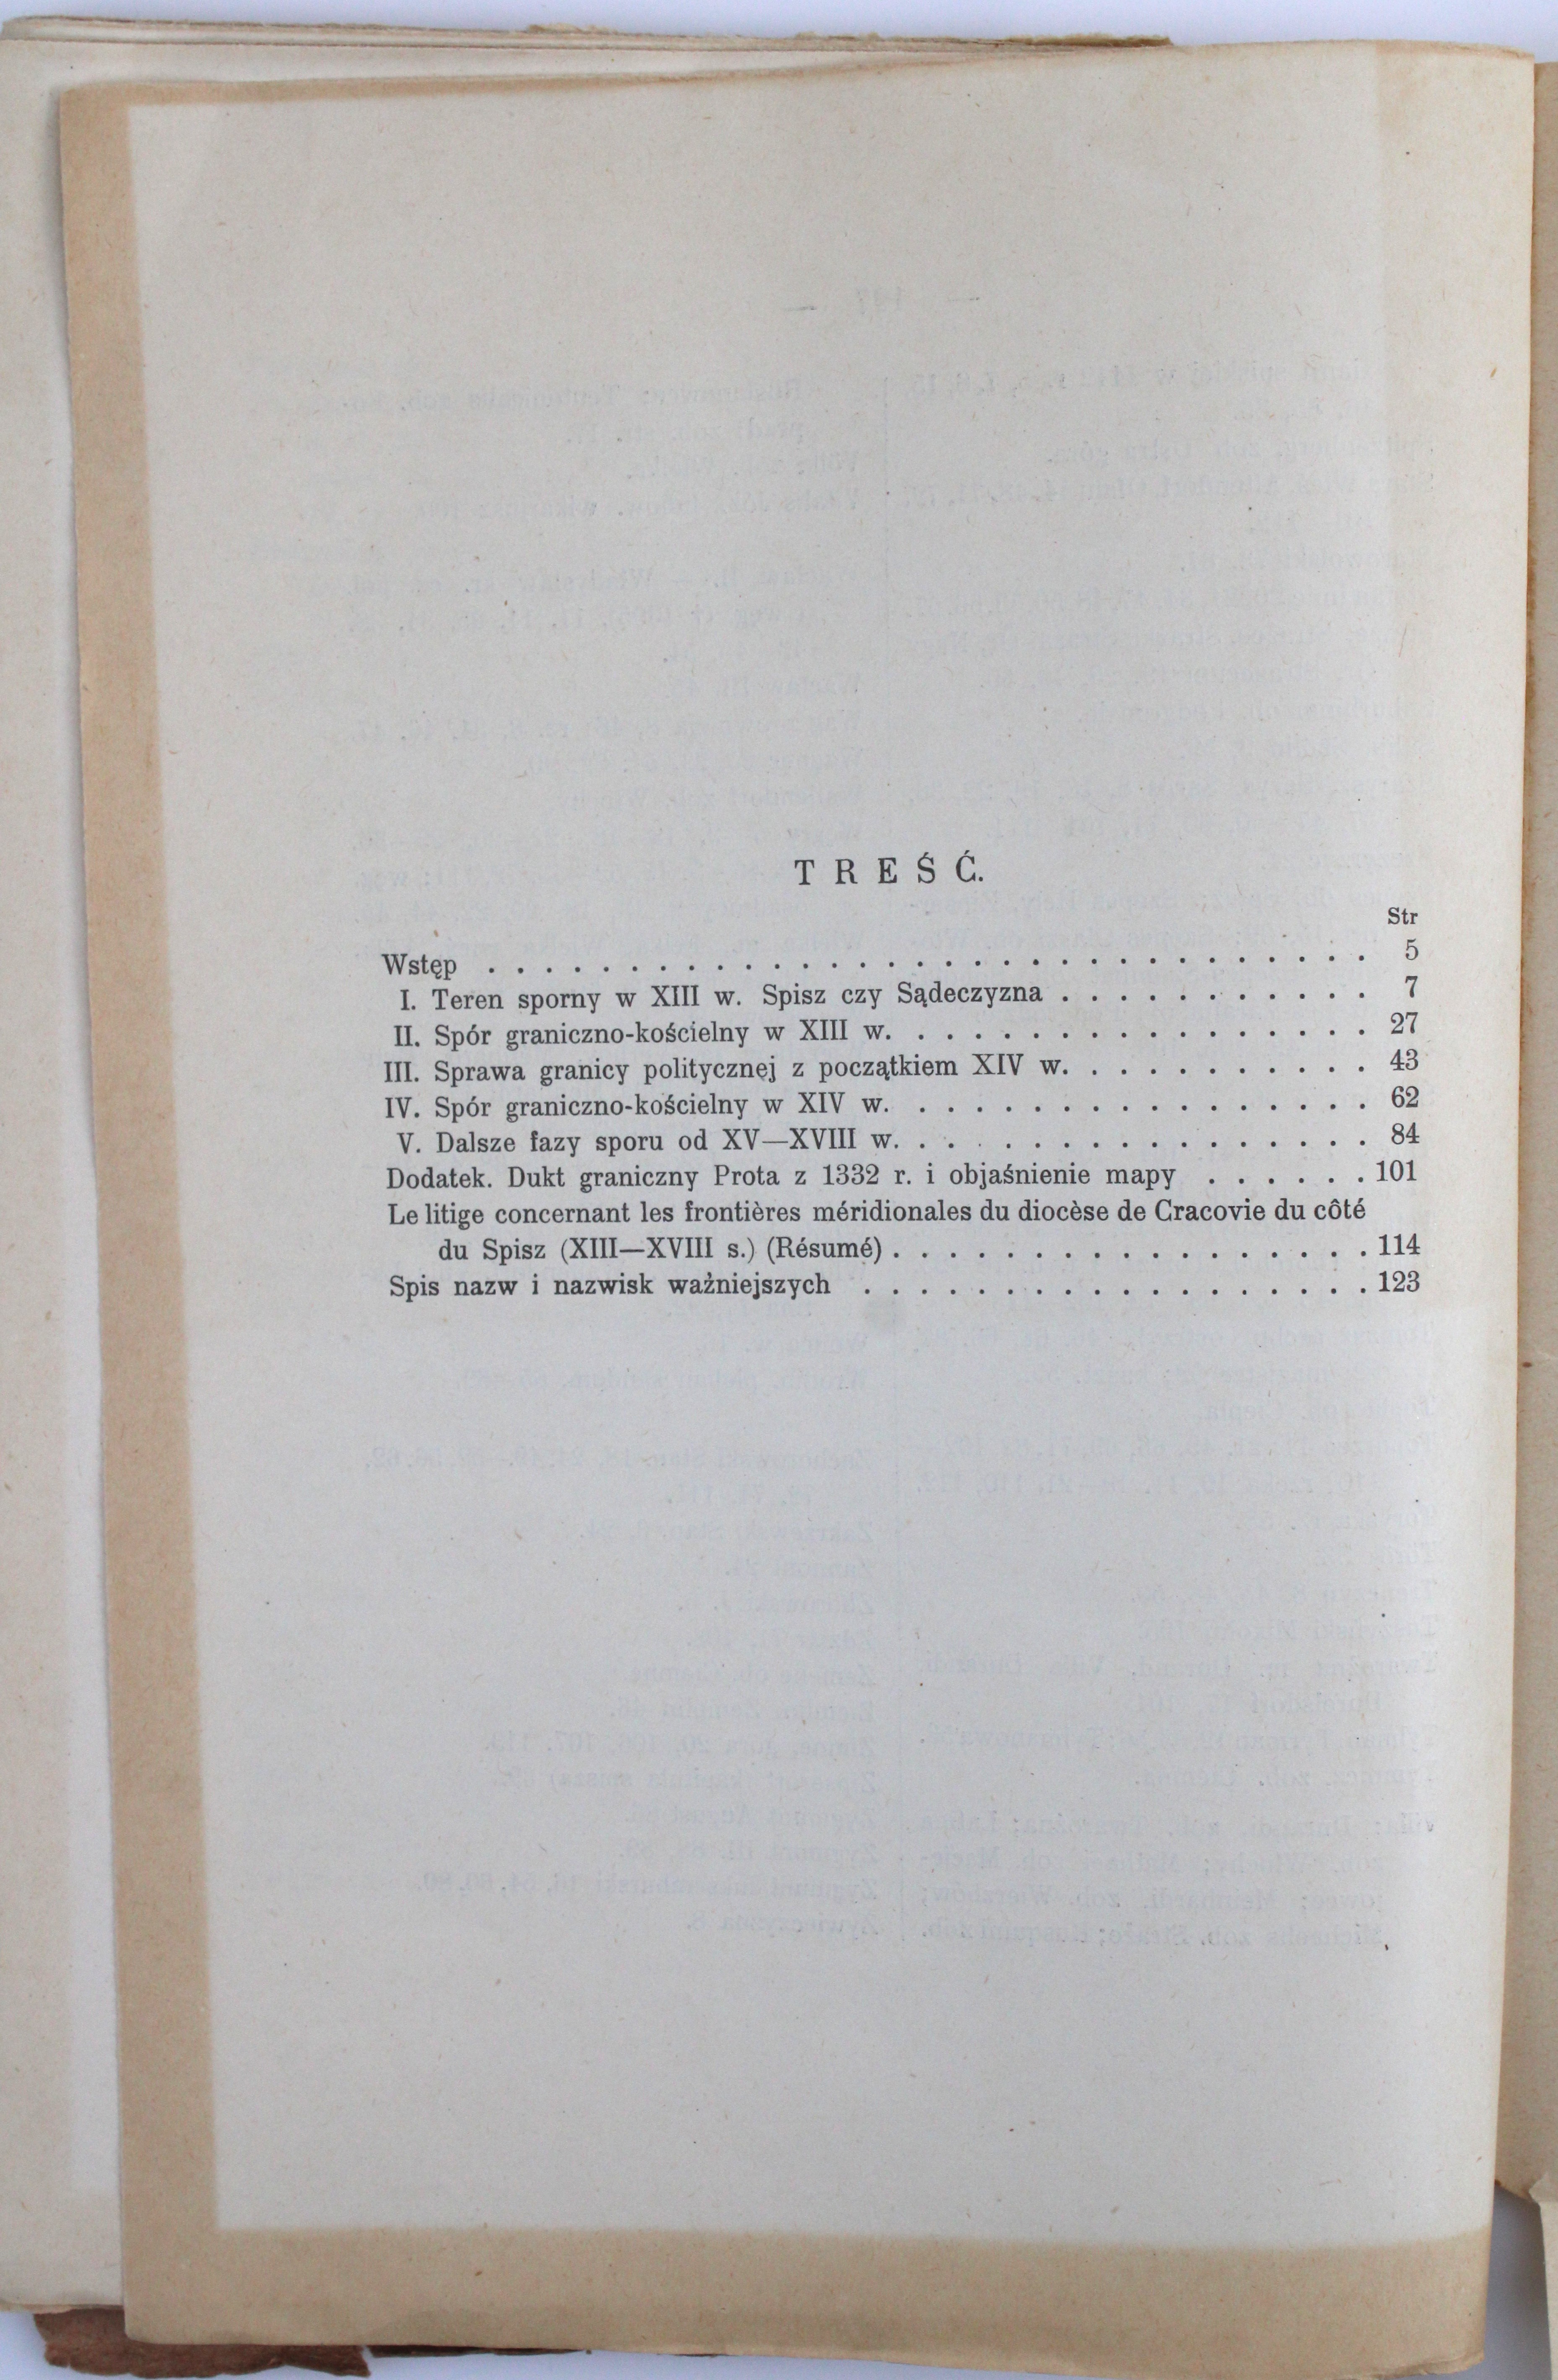 TREŚĆ.
Str
Wstęp . . . . . . . . . . . . . . . . . . . . . . . . . . . . . . . 5
I. Teren sporny w XIII w. Spisz czy Sądeczyzna . . . . . . . . . . . 7
II. Spór graniczno-kościelny w XIII w. . . . . . . . . . . . . . . . . . 27
III. Sprawa granicy politycznej z początkiem XIV w. . . . . . . . . . . . 43
IV. Spór graniczno-kościelny w XIV w. . . . . . . . . . . . . . . . . . 62
V. Dalsze fazy sporu od XV—XVIII w. . . . . . . . . . . . . . . . . . 84
Dodatek. Dukt graniczny Prota z 1332 r. i objaśnienie mapy . . . . . . 101
Le litige concernant les frontières méridionales du diocèse de Cracovie du côté
du Spisz (XIII—XVIII s.) (Résumé) . . . . . . . . . . . . . . . . . 114
Spis nazw i nazwisk ważniejszych . . . . . . . . . . . . . . . . . . 123